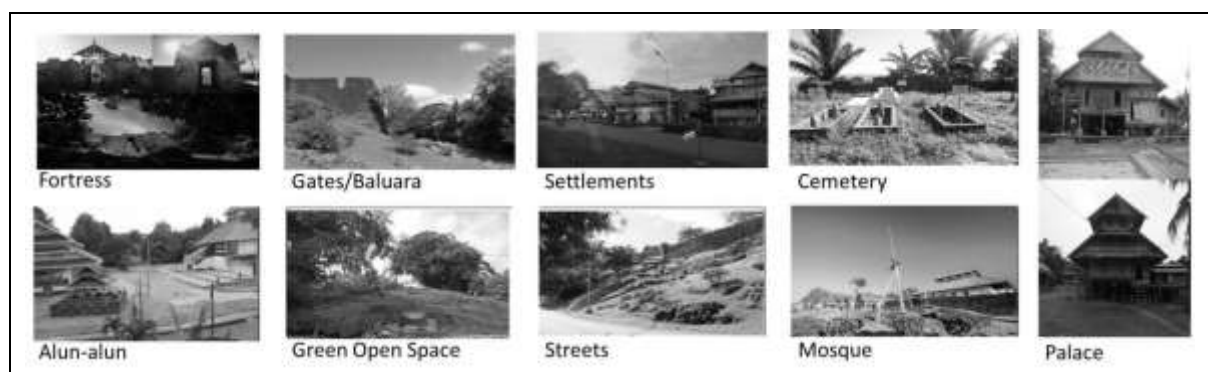 Fortress
Gates/Baluara
Settlements
Cemetery
Alun-alun
Green Open Space
Streets
Mosque
Palace